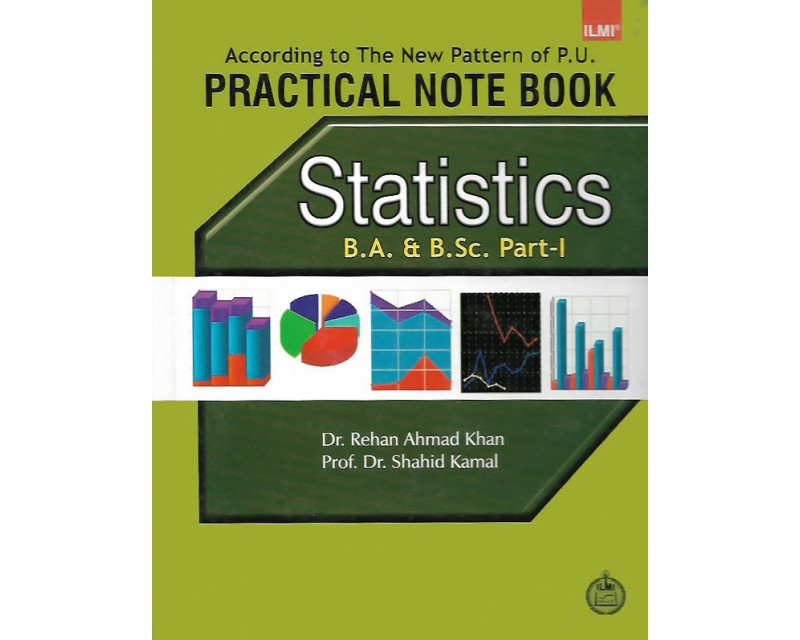 ILMI®
According to The New Pattern of P.U.
PRACTICAL NOTE BOOK
Statistics
B.A. & B.Sc. Part-I
Dr. Rehan Ahmad Khan
Prof. Dr. Shahid Kamal
ILMI